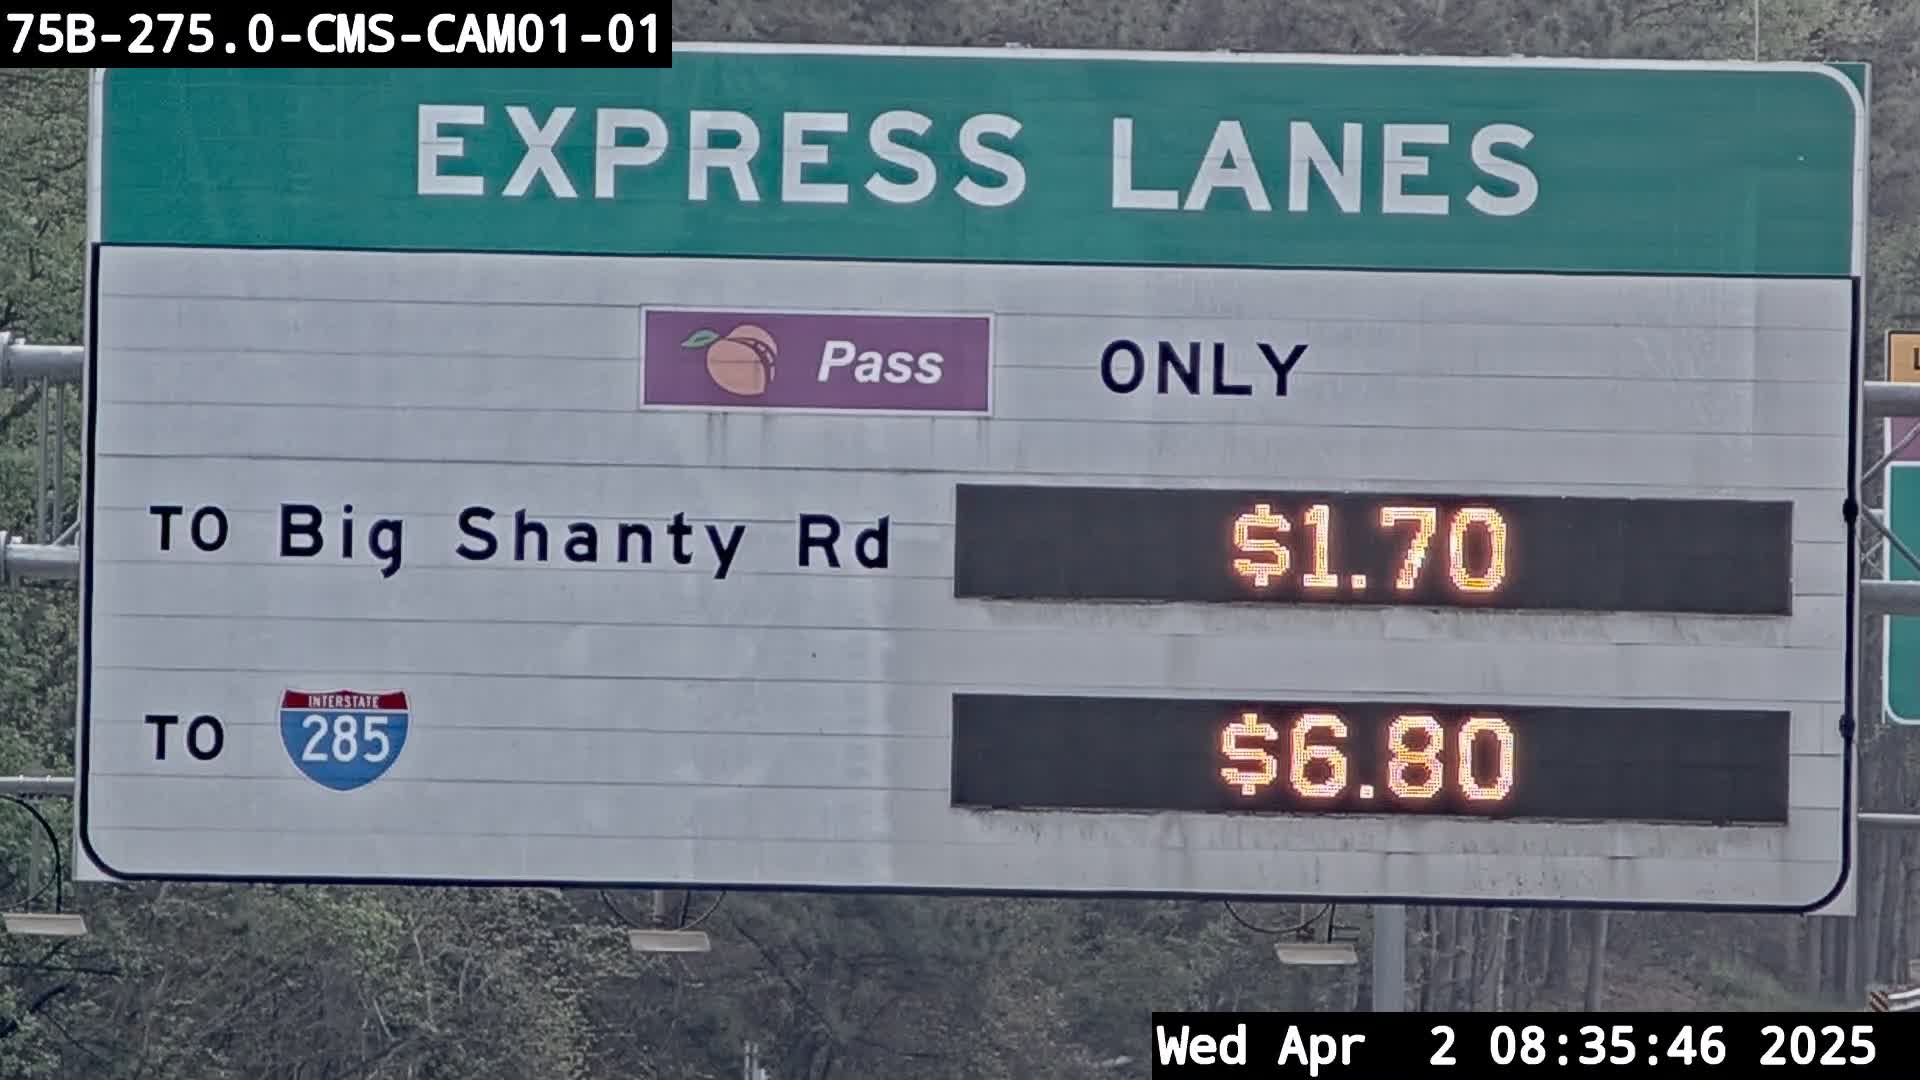 75B-275.0-CMS-CAM01-01
EXPRESS LANES
Pass ONLY
TO Big Shanty Rd $1.70
INTERSTATE
TO 285 $6.80
Wed Apr 2 08:35:46 2025